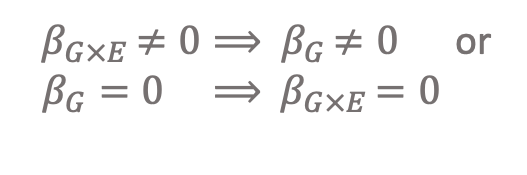 β_{G×E} ≠ 0 ⟹ β_G ≠ 0 or
β_G = 0 ⟹ β_{G×E} = 0